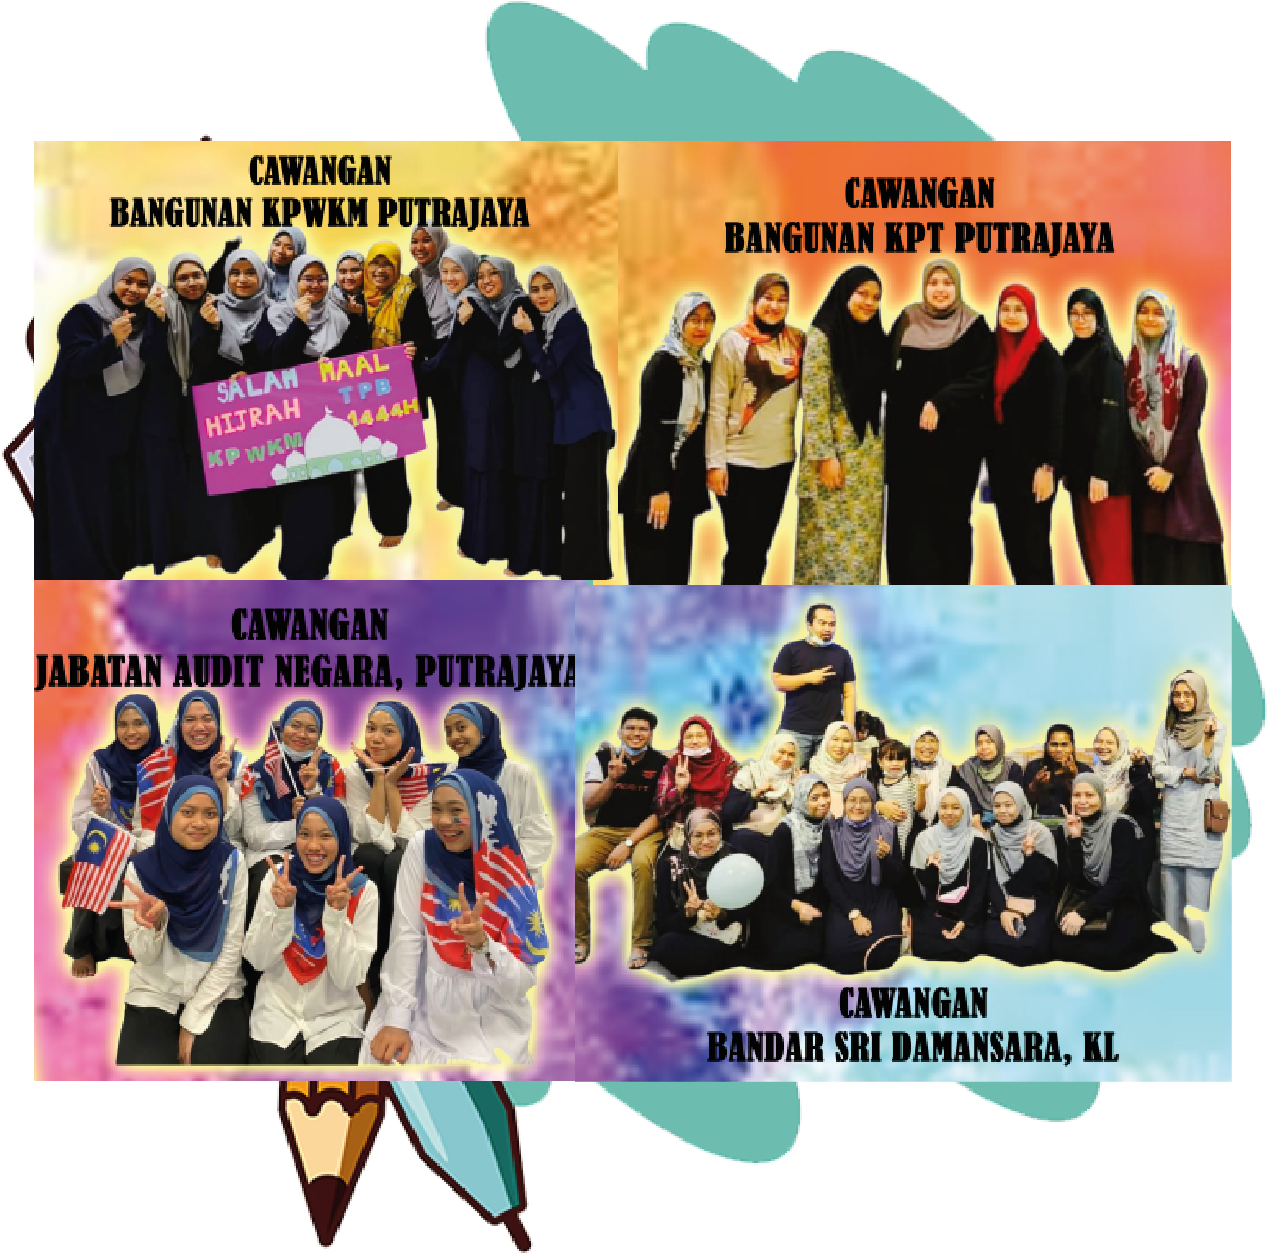 CAWANGAN
BANGUNAN KPWKM PUTRAJAYA
SALAM MAAL
HIJRAH TPB
KPWKM 1444H
CAWANGAN
BANGUNAN KPT PUTRAJAYA
CAWANGAN
JABATAN AUDIT NEGARA, PUTRAJAYA
CAWANGAN
BANDAR SRI DAMANSARA, KL